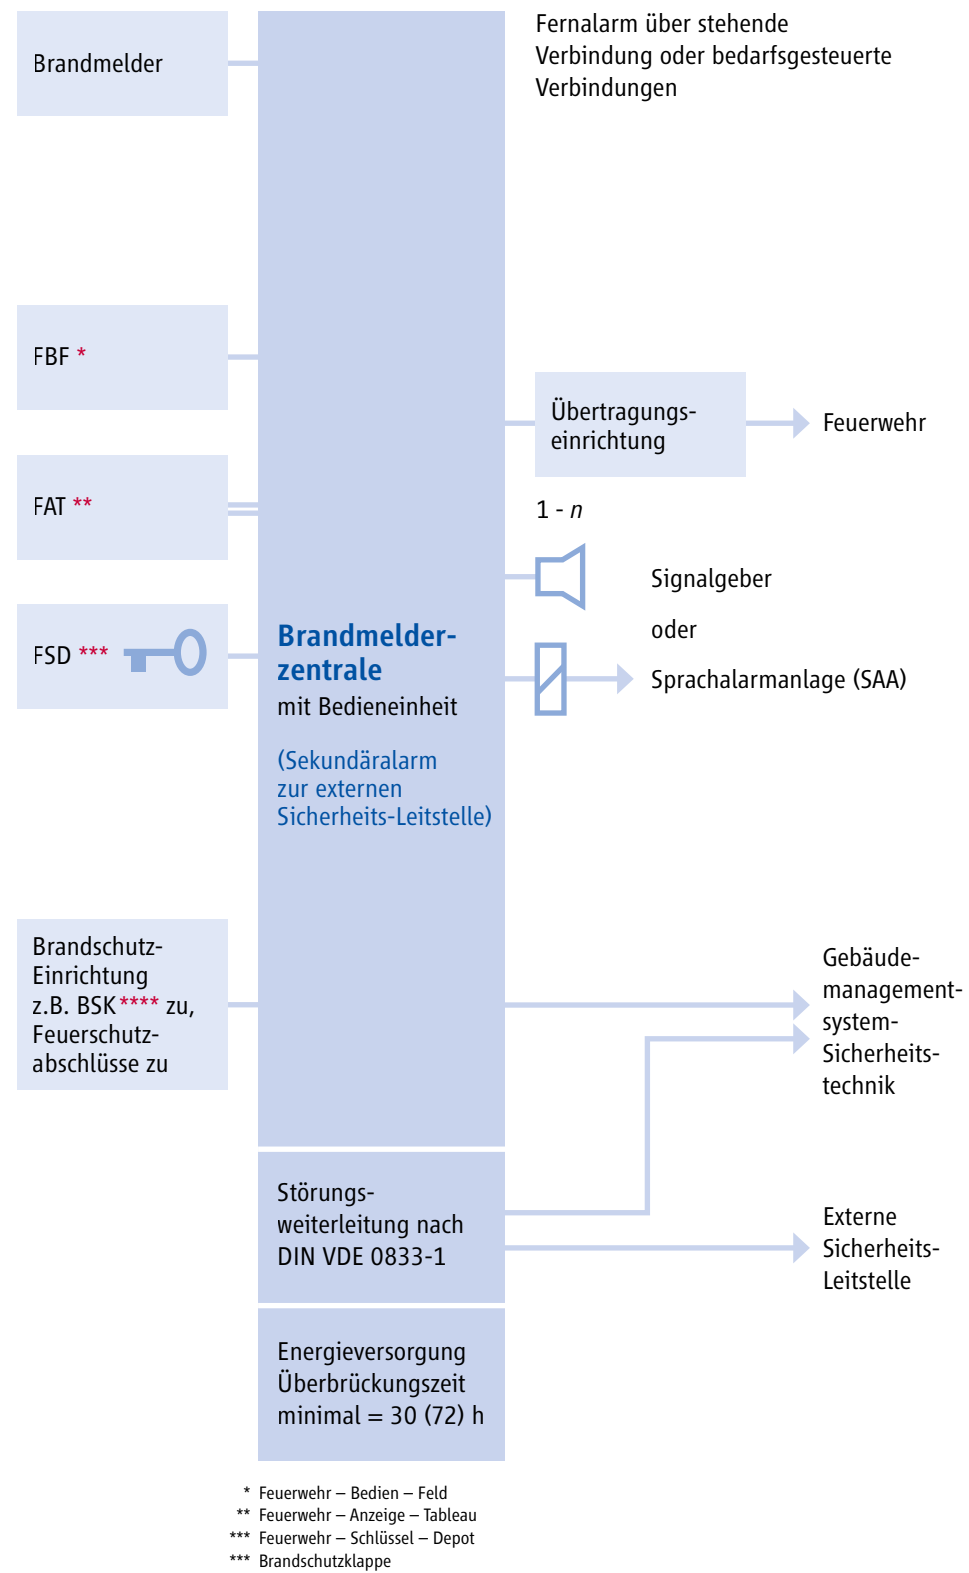 Brandmelder
Fernalarm über stehende
Verbindung oder bedarfsgesteuerte
Verbindungen
FBF *
FAT **
FSD ***
Brandschutz-
Einrichtung
z.B. BSK**** zu,
Feuerschutz-
abschlüsse zu
Brandmelder-
zentrale
mit Bedieneinheit
(Sekundäralarm
zur externen
Sicherheits-Leitstelle)
Störungs-
weiterleitung nach
DIN VDE 0833-1
Energieversorgung
Überbrückungszeit
minimal = 30 (72) h
Übertragungs-
einrichtung
Feuerwehr
1 - n
Signalgeber
oder
Sprachalarmanlage (SAA)
Gebäude-
management-
system-
Sicherheits-
technik
Externe
Sicherheits-
Leitstelle
* Feuerwehr – Bedien – Feld
** Feuerwehr – Anzeige – Tableau
*** Feuerwehr – Schlüssel – Depot
*** Brandschutzklappe